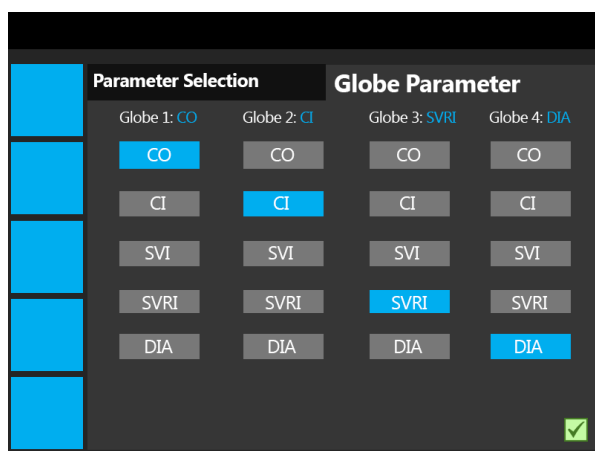 Parameter Selection Globe Parameter
Globe 1: CO Globe 2: CI Globe 3: SVRI Globe 4: DIA
CO CO CO CO
CI CI CI CI
SVI SVI SVI SVI
SVRI SVRI SVRI SVRI
DIA DIA DIA DIA